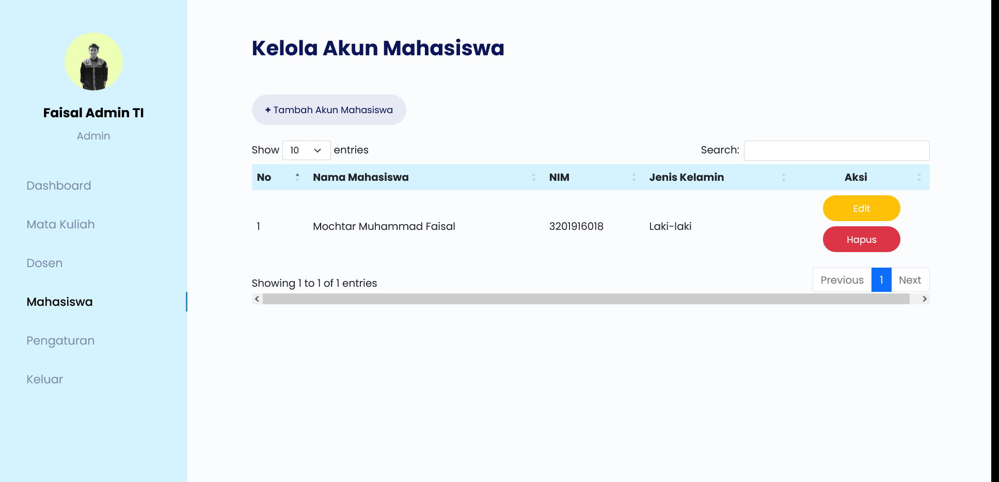 Faisal Admin TI
Admin
Dashboard
Mata Kuliah
Dosen
Mahasiswa
Pengaturan
Keluar
Kelola Akun Mahasiswa
+ Tambah Akun Mahasiswa
Show 10 entries Search:
No Nama Mahasiswa NIM Jenis Kelamin Aksi
1 Mochtar Muhammad Faisal 3201916018 Laki-laki
Edit
Hapus
Showing 1 to 1 of 1 entries
Previous 1 Next